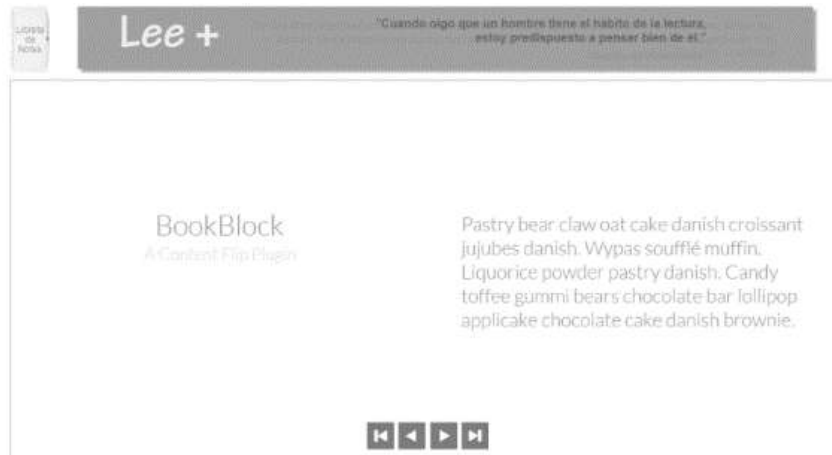 Libreta
de
Notas
Lee +
"Cuando oigo que un hombre tiene el habito de la lectura,
estoy predispuesto a pensar bien de el."
BookBlock
A Content Flip Plugin
Pastry bear claw oat cake danish croissant
jujubes danish. Wypas soufflé muffin.
Liquorice powder pastry danish. Candy
toffee gummi bears chocolate bar lollipop
applicake chocolate cake danish brownie.